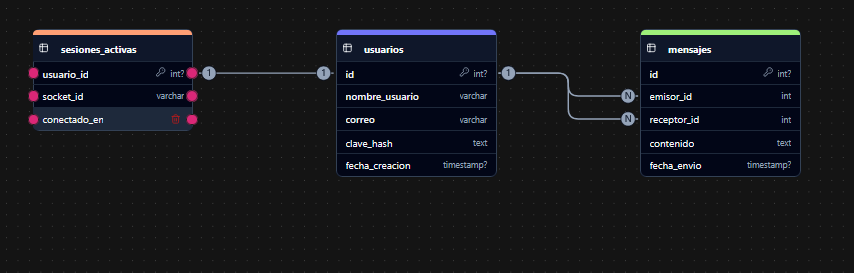 sesiones_activas
usuario_id int?
socket_id varchar
conectado_en
1 1
usuarios
id int?
nombre_usuario varchar
correo varchar
clave_hash text
fecha_creacion timestamp?
1 N N
mensajes
id int?
emisor_id int
receptor_id int
contenido text
fecha_envio timestamp?